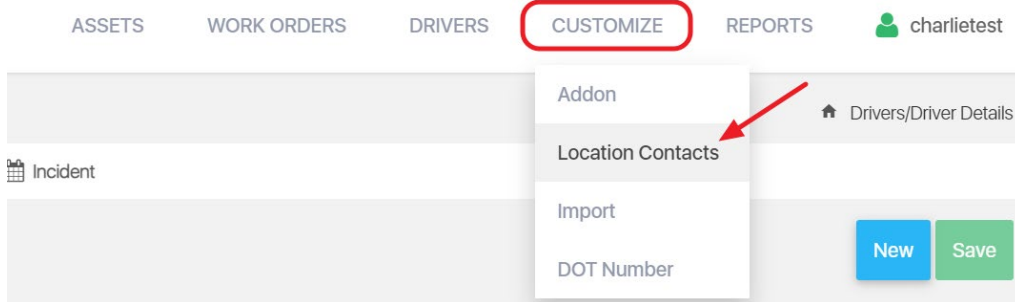 ASSETS WORK ORDERS DRIVERS CUSTOMIZE REPORTS charlietest
Addon
Drivers/Driver Details
Location Contacts
Incident
Import
New Save
DOT Number